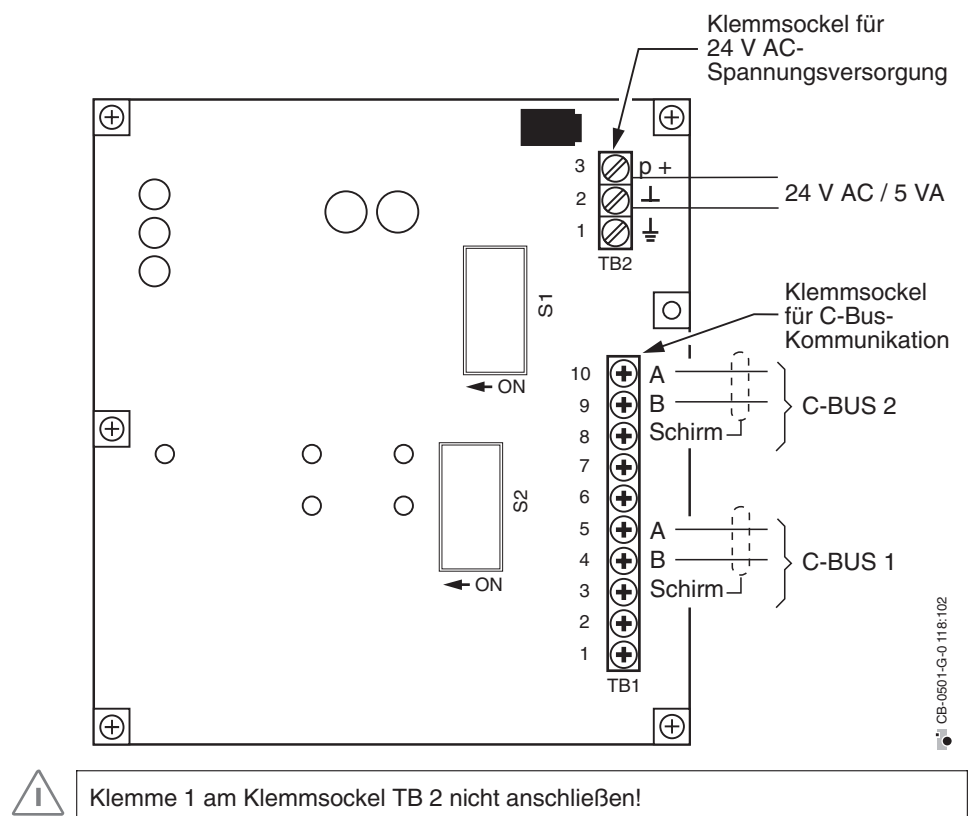 Klemmsockel für
24 V AC-
Spannungsversorgung
3 p +
2
1
TB2
24 V AC / 5 VA
S1
ON
Klemmsockel
für C-Bus-
Kommunikation
10 A
9 B
8 Schirm
C-BUS 2
7
6
5 A
4 B
3 Schirm
C-BUS 1
2
1
TB1
S2
ON
CB-0501-G-0 118:102
Klemme 1 am Klemmsockel TB 2 nicht anschließen!